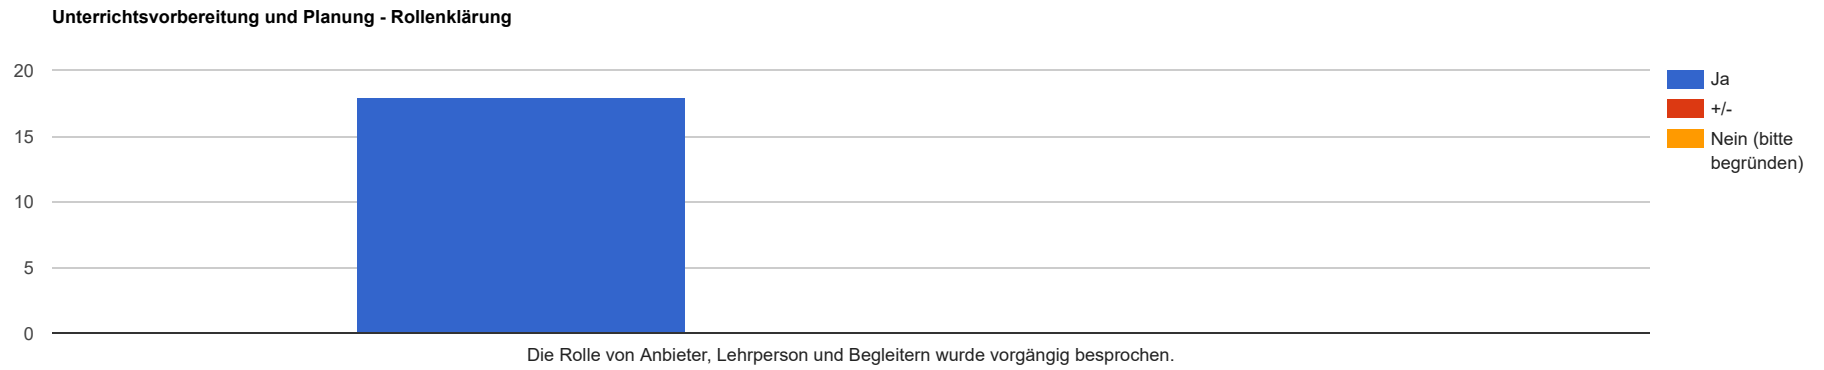 Unterrichtsvorbereitung und Planung - Rollenklärung
20
15
10
5
0
Die Rolle von Anbieter, Lehrperson und Begleitern wurde vorgängig besprochen.
Ja
+/-
Nein (bitte
begründen)